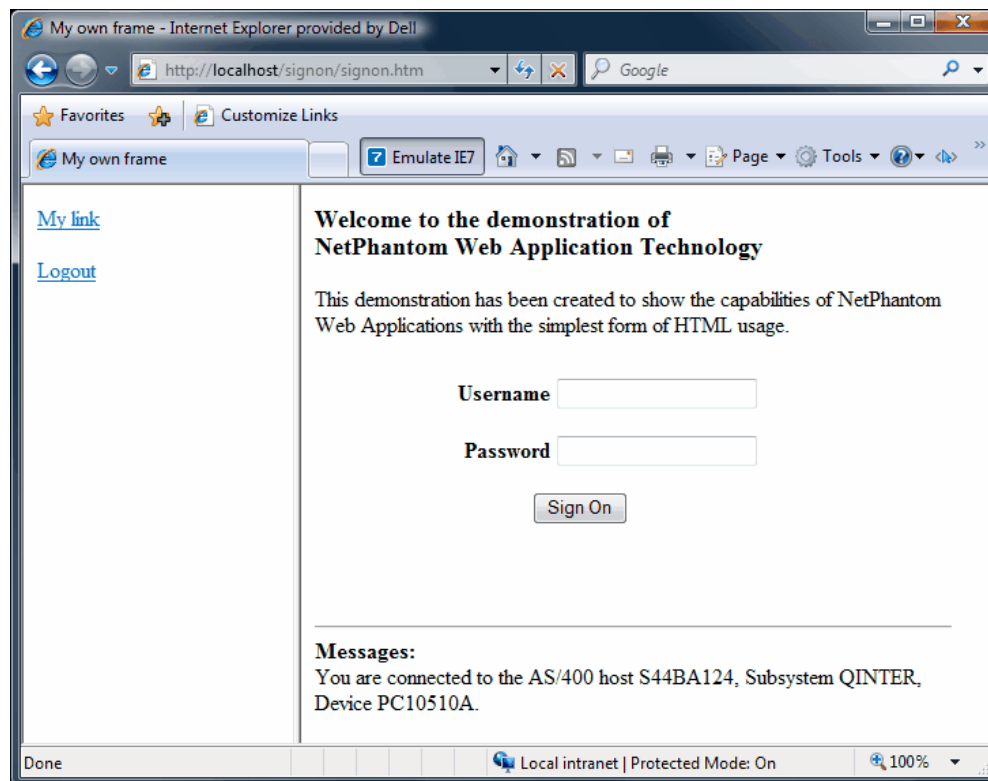 My own frame - Internet Explorer provided by Dell
http://localhost/signon/signon.htm
Google
Favorites
Customize Links
My own frame
7 Emulate IE7
Page
Tools
My link
Logout
Welcome to the demonstration of
NetPhantom Web Application Technology
This demonstration has been created to show the capabilities of NetPhantom
Web Applications with the simplest form of HTML usage.
Username
Password
Sign On
Messages:
You are connected to the AS/400 host S44BA124, Subsystem QINTER,
Device PC10510A.
Done
Local intranet | Protected Mode: On
100%